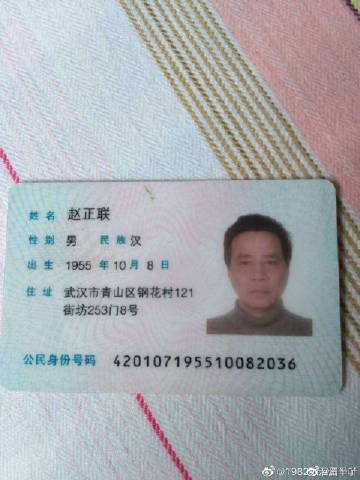 姓名 赵正联
性别 男 民族 汉
出生 1955 年 10 月 8 日
住址 武汉市青山区钢花村121
街坊253门8号
公民身份号码 420107195510082036
@1982